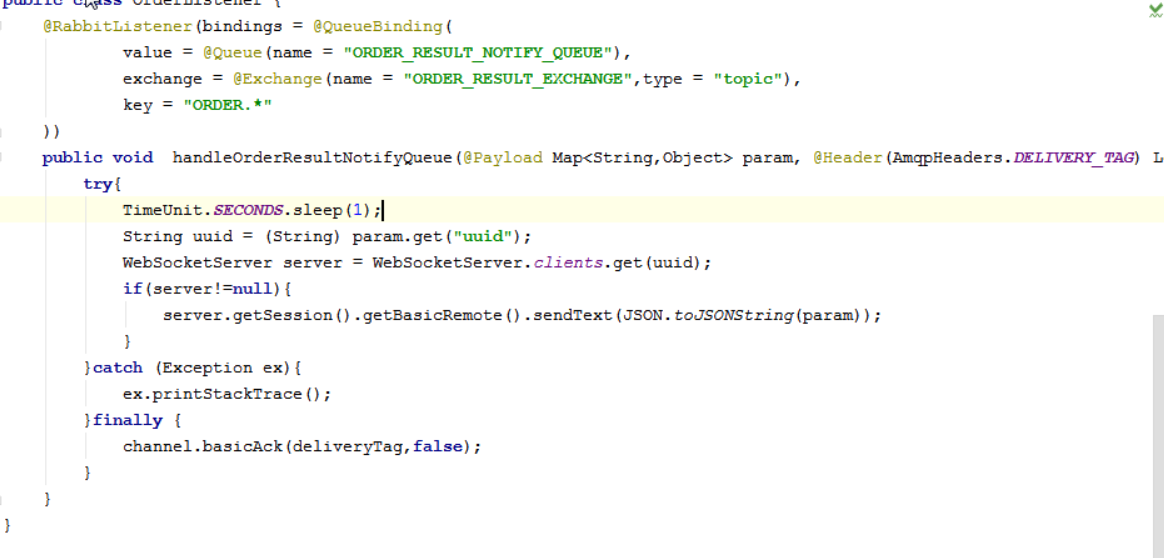 public class OrderListener {
@RabbitListener(bindings = @QueueBinding(
value = @Queue(name = "ORDER_RESULT_NOTIFY_QUEUE"),
exchange = @Exchange(name = "ORDER_RESULT_EXCHANGE",type = "topic"),
key = "ORDER.*"
))
public void  handleOrderResultNotifyQueue(@Payload Map<String,Object> param, @Header(AmqpHeaders.DELIVERY_TAG) L
try{
TimeUnit.SECONDS.sleep(1);
String uuid = (String) param.get("uuid");
WebSocketServer server = WebSocketServer.clients.get(uuid);
if(server!=null){
server.getSession().getBasicRemote().sendText(JSON.toJSONString(param));
}
}catch (Exception ex){
ex.printStackTrace();
}finally {
channel.basicAck(deliveryTag,false);
}
}
}